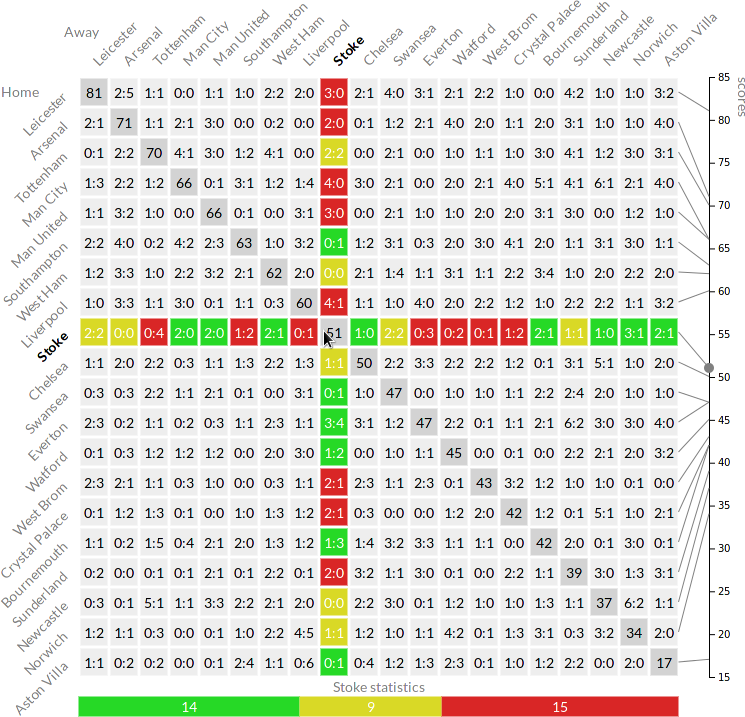 Away
Leicester Arsenal Tottenham Man City Man United Southampton West Ham Liverpool Stoke Chelsea Swansea Everton Watford West Brom Crystal Palace Bournemouth Sunderland Newcastle Norwich Aston Villa
Home
Leicester 81 2:5 1:1 0:0 1:1 1:0 2:2 2:0 3:0 2:1 4:0 3:1 2:1 2:2 1:0 0:0 4:2 1:0 1:0 3:2
Arsenal 2:1 71 1:1 2:1 3:0 0:0 0:2 0:0 2:0 0:1 1:2 2:1 4:0 2:0 1:1 2:0 3:1 1:0 1:0 4:0
Tottenham 0:1 2:2 70 4:1 3:0 1:2 4:1 0:0 2:2 0:0 2:1 0:0 1:0 1:1 1:0 3:0 4:1 1:2 3:0 3:1
Man City 1:3 2:2 1:2 66 0:1 3:1 1:2 1:4 4:0 3:0 2:1 0:0 2:0 2:1 4:0 5:1 4:1 6:1 2:1 4:0
Man United 1:1 3:2 1:0 0:0 66 0:1 0:0 3:1 3:0 0:0 2:1 1:0 1:0 2:0 2:0 3:1 3:0 0:0 1:2 1:0
Southampton 2:2 4:0 0:2 4:2 2:3 63 1:0 3:2 0:1 1:2 3:1 0:3 2:0 3:0 4:1 2:0 1:1 3:1 3:0 1:1
West Ham 1:2 3:3 1:0 2:2 3:2 2:1 62 2:0 0:0 2:1 1:4 1:1 3:1 1:1 2:2 3:4 1:0 2:0 2:2 2:0
Liverpool 1:0 3:3 1:1 3:0 0:1 1:1 0:3 60 4:1 1:1 1:0 4:0 2:0 2:2 1:2 1:0 2:2 2:2 1:1 3:2
Stoke 2:2 0:0 0:4 2:0 2:0 1:2 2:1 0:1 51 1:0 2:2 0:3 0:2 0:1 1:2 2:1 1:1 1:0 3:1 2:1
Chelsea 1:1 2:0 2:2 0:3 1:1 1:3 2:2 1:3 1:1 50 2:2 3:3 2:2 2:2 1:2 0:1 3:1 5:1 1:0 2:0
Swansea 0:3 0:3 2:2 1:1 2:1 0:1 0:0 3:1 0:1 1:0 47 0:0 1:0 1:0 1:1 2:2 2:4 2:0 1:0 1:0
Everton 2:3 0:2 1:1 0:2 0:3 1:1 2:3 1:1 3:4 3:1 1:2 47 2:2 0:1 1:1 2:1 6:2 3:0 3:0 4:0
Watford 0:1 0:3 1:2 1:2 1:2 0:0 2:0 3:0 1:2 0:0 1:0 1:1 45 0:0 0:1 0:0 2:2 2:1 2:0 3:2
West Brom 2:3 2:1 1:1 0:3 1:0 0:0 0:3 1:1 2:1 2:3 1:1 2:3 0:1 43 3:2 1:2 1:0 1:0 0:1 0:0
Crystal Palace 0:1 1:2 1:3 0:1 0:0 1:0 1:3 1:2 2:1 0:3 0:0 0:0 1:2 2:0 42 1:2 0:1 5:1 1:0 2:1
Bournemouth 1:1 0:2 1:5 0:4 2:1 2:0 1:3 1:2 1:3 1:4 3:2 3:3 1:1 1:1 0:0 42 2:0 0:1 3:0 0:1
Sunderland 0:2 0:0 0:1 0:1 2:1 0:1 2:2 0:1 2:0 3:2 1:1 3:0 0:1 0:0 2:2 1:1 39 3:0 1:3 3:1
Newcastle 0:3 0:1 5:1 1:1 3:3 2:2 2:1 2:0 0:0 2:2 3:0 0:1 1:2 1:0 1:0 1:3 1:1 37 6:2 1:1
Norwich 1:2 1:1 0:3 0:0 0:1 1:0 2:2 4:5 1:1 1:2 1:0 1:1 4:2 0:1 1:3 3:1 0:3 3:2 34 2:0
Aston Villa 1:1 0:2 0:2 0:0 0:1 2:4 1:1 0:6 0:1 0:4 1:2 1:3 2:3 0:1 1:0 1:2 2:2 0:0 2:0 17
scores
85
80
75
70
65
60
55
50
45
40
35
30
25
20
15
Stoke statistics
14 9 15